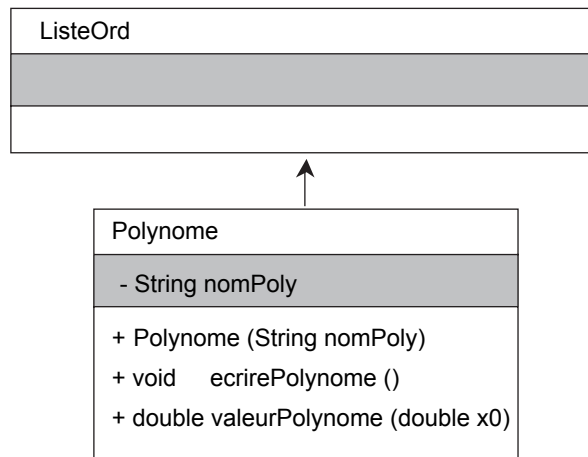 ListeOrd
Polynome
- String nomPoly
+ Polynome (String nomPoly)
+ void ecrirePolynome ()
+ double valeurPolynome (double x0)